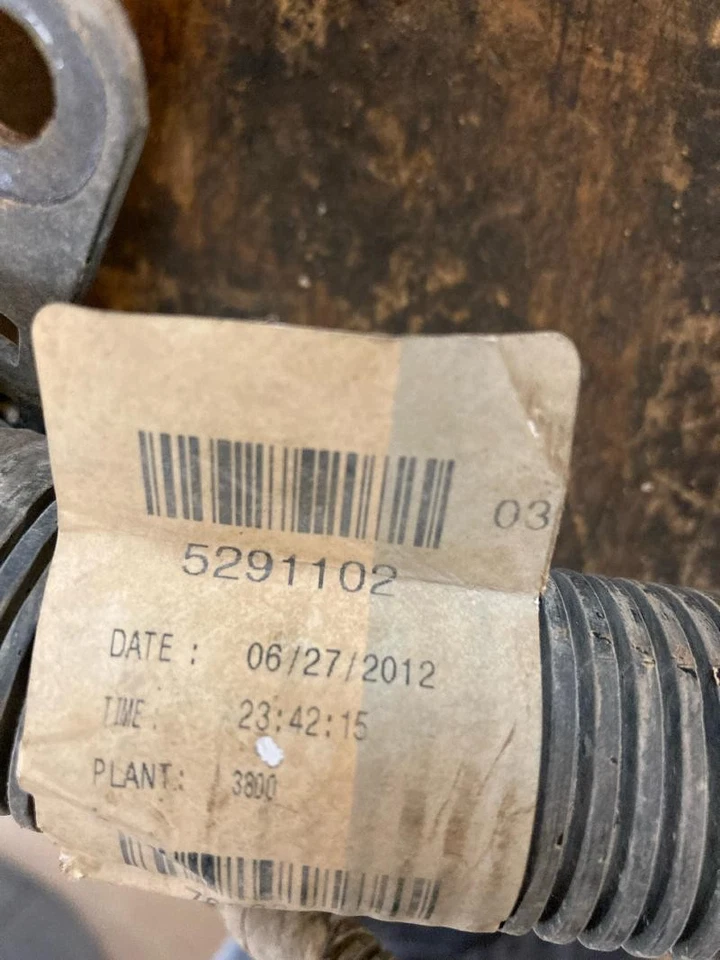 03
5291102
DATE : 06/27/2012
TIME: 23:42:15
PLANT: 3800